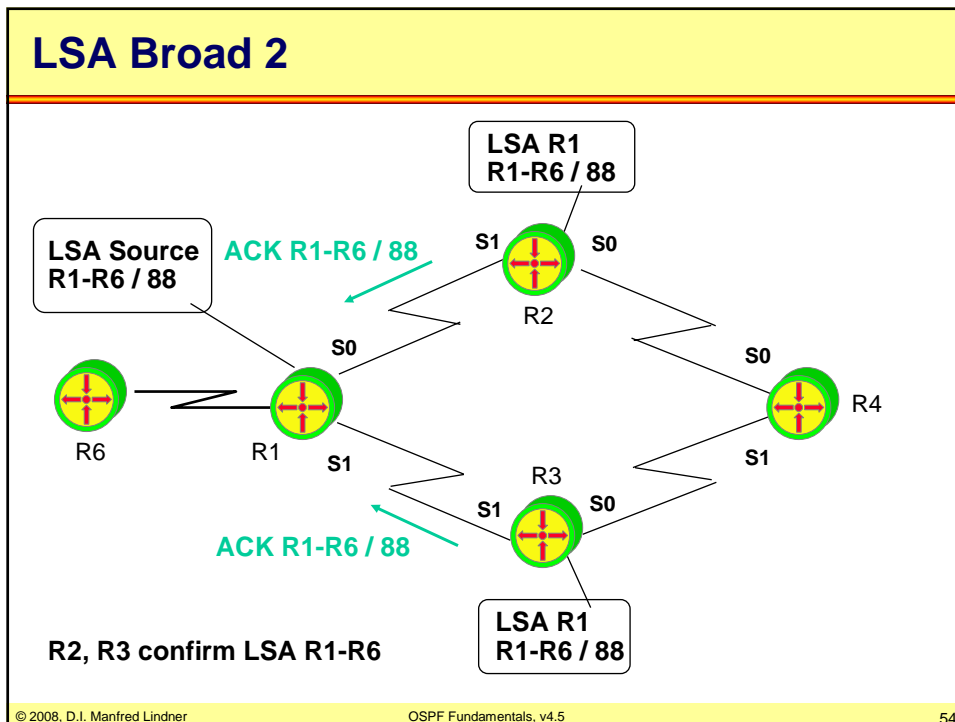 LSA Broad 2
LSA R1
R1-R6 / 88
LSA Source
R1-R6 / 88
ACK R1-R6 / 88
S1
S0
R2
S0
S0
R4
R6
R1
S1
S1
R3
S1
S0
ACK R1-R6 / 88
LSA R1
R1-R6 / 88
R2, R3 confirm LSA R1-R6
© 2008, D.I. Manfred Lindner
OSPF Fundamentals, v4.5
54